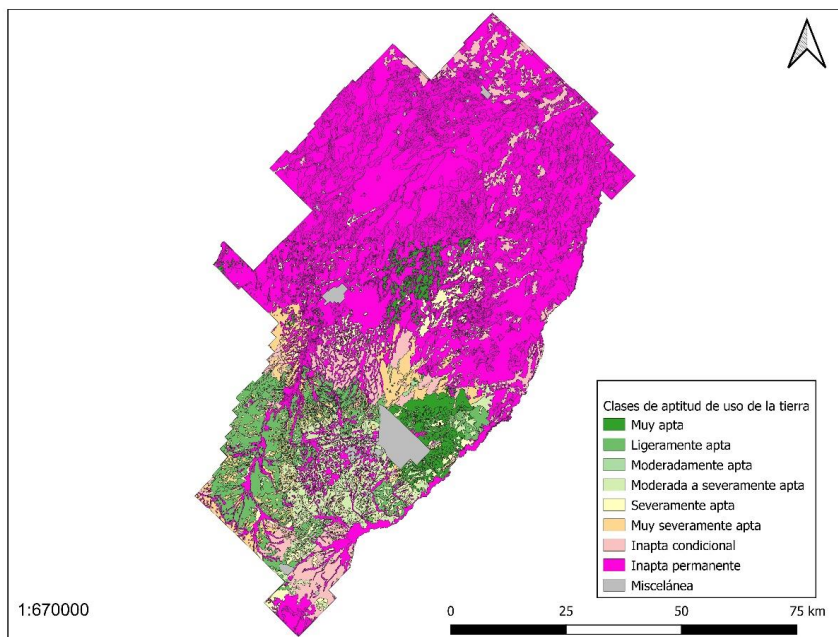 Clases de aptitud de uso de la tierra
Muy apta
Ligeramente apta
Moderadamente apta
Moderada a severamente apta
Severamente apta
Muy severamente apta
Inapta condicional
Inapta permanente
Miscelánea
1:670000
0 25 50 75 km